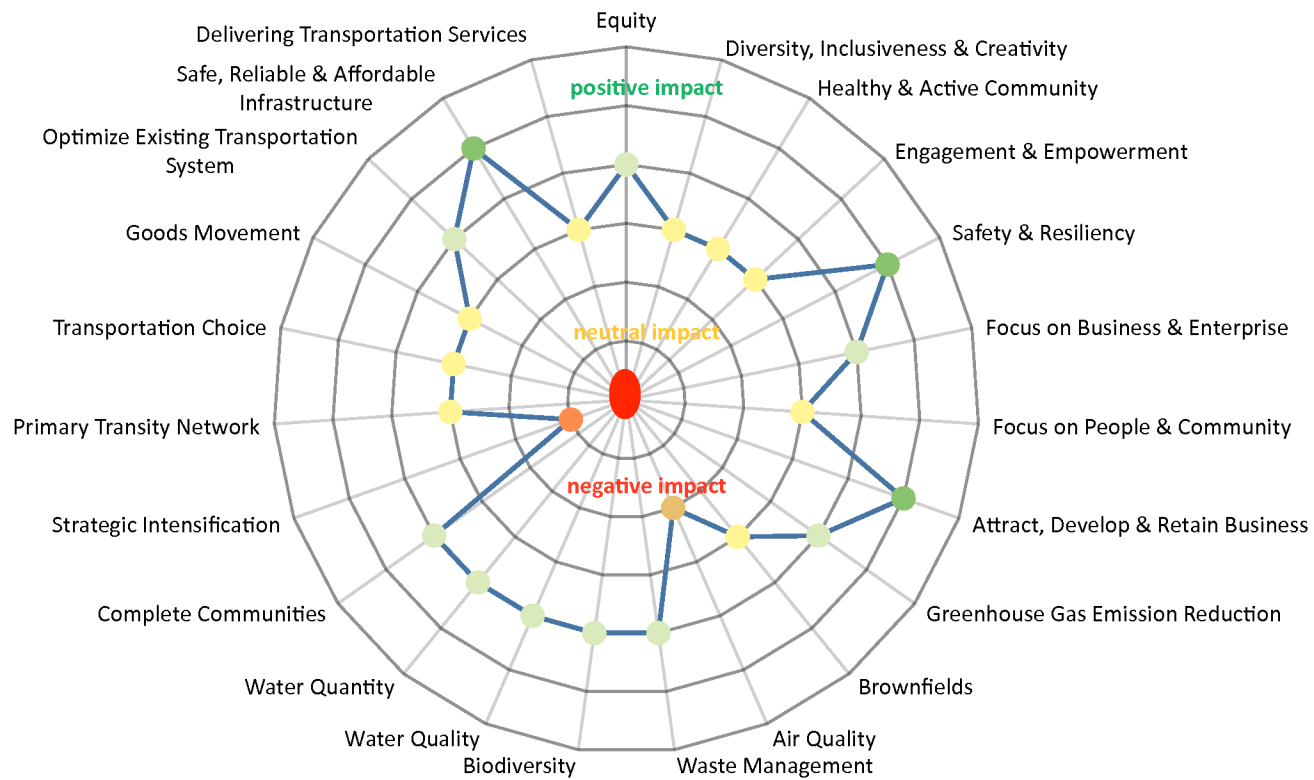 Equity
Delivering Transportation Services
Diversity, Inclusiveness & Creativity
Safe, Reliable & Affordable
Infrastructure
positive impact
Healthy & Active Community
Optimize Existing Transportation
System
Engagement & Empowerment
Goods Movement
Safety & Resiliency
Transportation Choice
neutral impact
Focus on Business & Enterprise
Primary Transity Network
Focus on People & Community
negative impact
Strategic Intensification
Attract, Develop & Retain Business
Complete Communities
Greenhouse Gas Emission Reduction
Water Quantity
Brownfields
Water Quality
Air Quality
Biodiversity
Waste Management